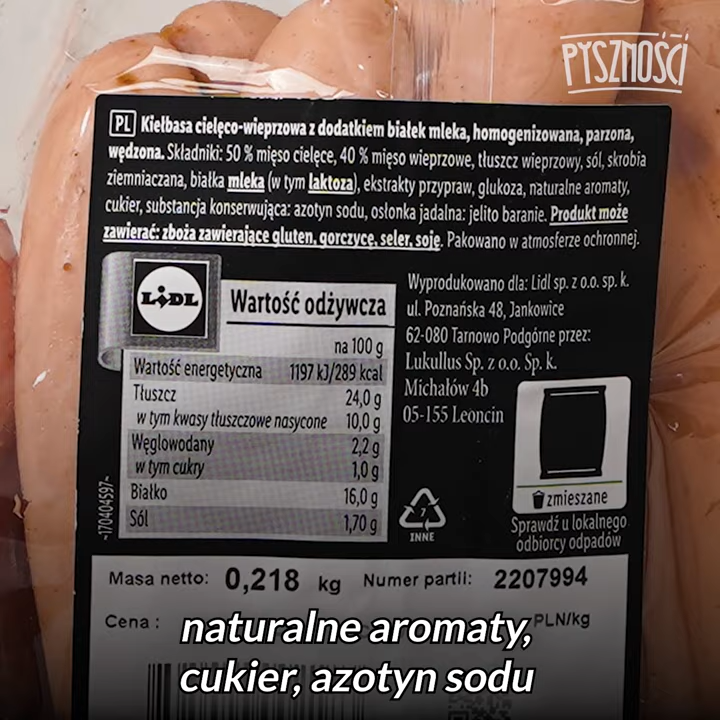 PYSZNOŚCI
PL Kiełbasa cielęco-wieprzowa z dodatkiem białek mleka, homogenizowana, parzona,
wędzona. Składniki: 50 % mięso cielęce, 40 % mięso wieprzowe, tłuszcz wieprzowy, sól, skrobia
ziemniaczana, białka mleka (w tym laktoza), ekstrakty przypraw, glukoza, naturalne aromaty,
cukier, substancja konserwująca: azotyn sodu, osłonka jadalna: jelito baranie. Produkt może
zawierać: zboża zawierające gluten, gorczycę, seler, soję. Pakowano w atmosferze ochronnej.
LIDL
Wartość odżywcza
na 100 g
Wartość energetyczna 1197 kJ/289 kcal
Tłuszcz 24,0 g
w tym kwasy tłuszczowe nasycone 10,0 g
Węglowodany 2,2 g
w tym cukry 1,0 g
Białko 16,0 g
Sól 1,70 g
-170404597-
Wyprodukowano dla: Lidl sp. z o.o. sp. k.
ul. Poznańska 48, Jankowice
62-080 Tarnowo Podgórne przez:
Lukullus Sp. z o.o. Sp. k.
Michałów 4b
05-155 Leoncin
7
INNE
zmieszane
Sprawdź u lokalnego
odbiorcy odpadów
Masa netto: 0,218 kg Numer partii: 2207994
Cena : PLN/kg
naturalne aromaty,
cukier, azotyn sodu